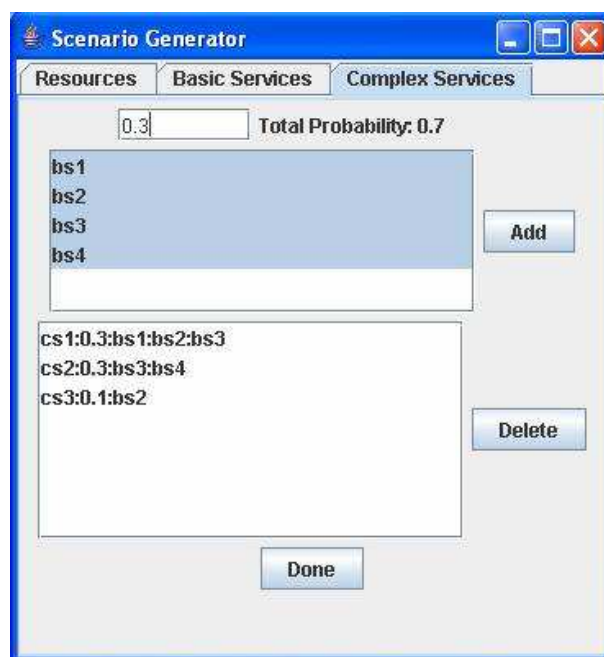 Scenario Generator
Resources Basic Services Complex Services
0.3 Total Probability: 0.7
bs1
bs2
bs3
bs4
Add
cs1:0.3:bs1:bs2:bs3
cs2:0.3:bs3:bs4
cs3:0.1:bs2
Delete
Done